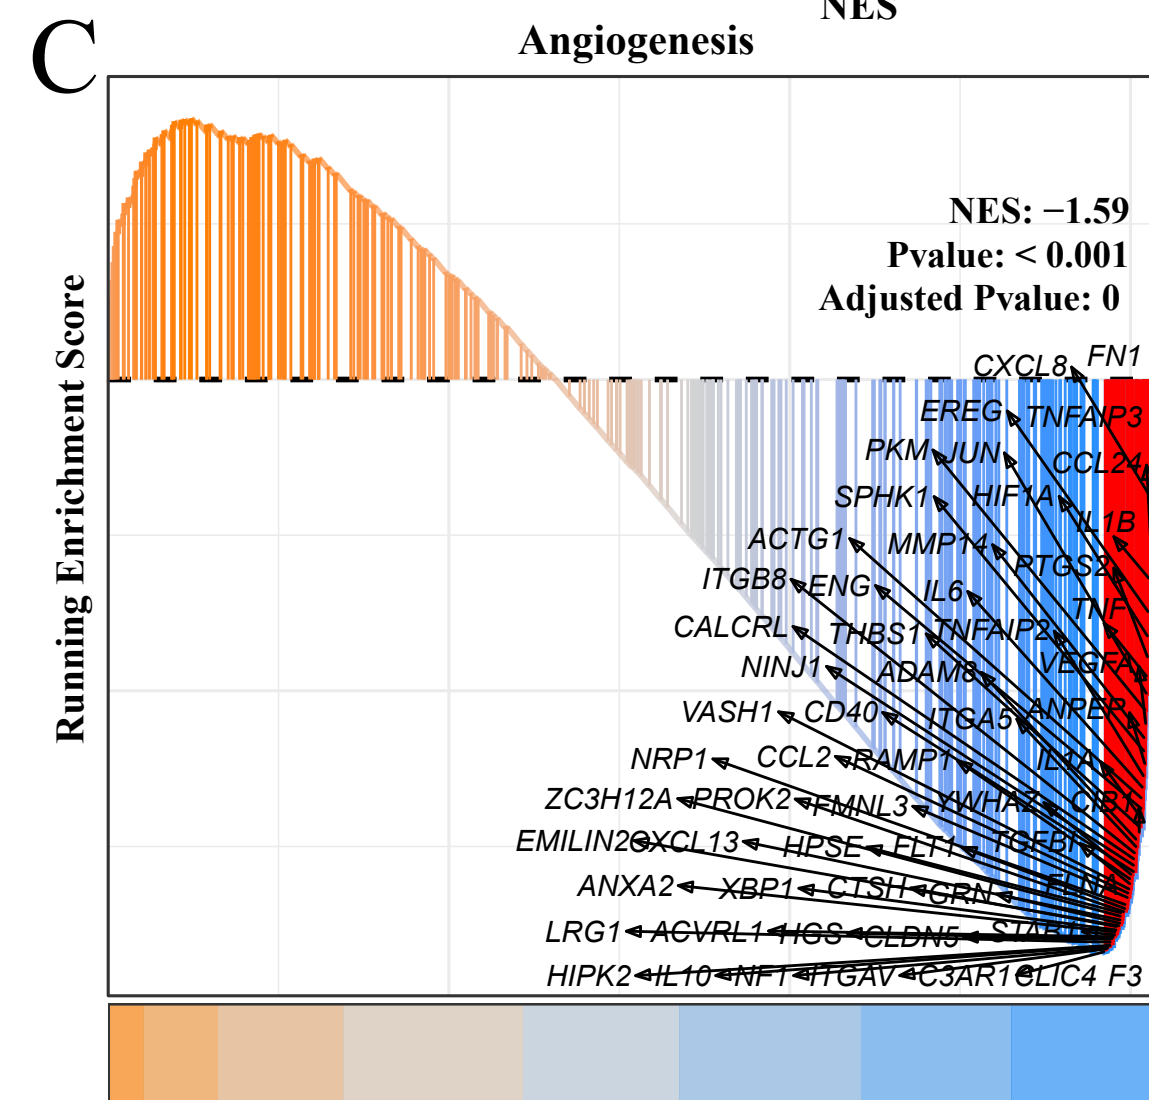 NES
C
Angiogenesis
Running Enrichment Score
NES: −1.59
Pvalue: < 0.001
Adjusted Pvalue: 0
CXCL8 FN1
EREG TNFAIP3
PKM JUN CCL24
SPHK1 HIF1A IL1B
ACTG1 MMP14 PTGS2
ITGB8 ENG IL6 TNF
CALCRL THBS1 TNFAIP2
NINJ1 ADAM8 VEGFA
VASH1 CD40 ITGA5 ANPEP
NRP1 CCL2 RAMP1 IL1A
ZC3H12A PROK2 FMNL3 YWHAZ CIB1
EMILIN2 CXCL13 HPSE FLT1 TGFBI
ANXA2 XBP1 CTSH GRN FLNA
LRG1 ACVRL1 HGS CLDN5
HIPK2 IL10 NF1 ITGAV C3AR1 CLIC4 F3